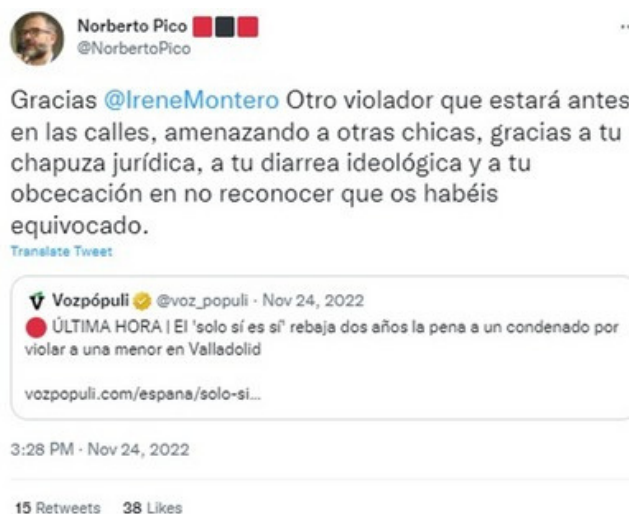 Norberto Pico
@NorbertoPico
Gracias @IreneMontero Otro violador que estará antes
en las calles, amenazando a otras chicas, gracias a tu
chapuza jurídica, a tu diarrea ideológica y a tu
obcecación en no reconocer que os habéis
equivocado.
Translate Tweet
Vozpópuli @voz_populi · Nov 24, 2022
ÚLTIMA HORA | El 'solo sí es sí' rebaja dos años la pena a un condenado por
violar a una menor en Valladolid
vozpopuli.com/espana/solo-si...
3:28 PM · Nov 24, 2022
15 Retweets 38 Likes